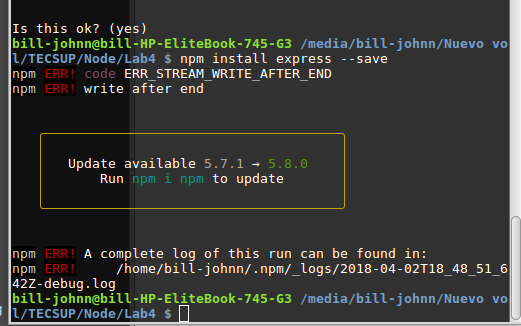 Is this ok? (yes)
bill-johnn@bill-HP-EliteBook-745-G3 /media/bill-johnn/Nuevo vo
l/TECSUP/Node/Lab4 $ npm install express --save
npm ERR! code ERR_STREAM_WRITE_AFTER_END
npm ERR! write after end
Update available 5.7.1 → 5.8.0
Run npm i npm to update
npm ERR! A complete log of this run can be found in:
npm ERR!     /home/bill-johnn/.npm/_logs/2018-04-02T18_48_51_6
42Z-debug.log
bill-johnn@bill-HP-EliteBook-745-G3 /media/bill-johnn/Nuevo vo
l/TECSUP/Node/Lab4 $